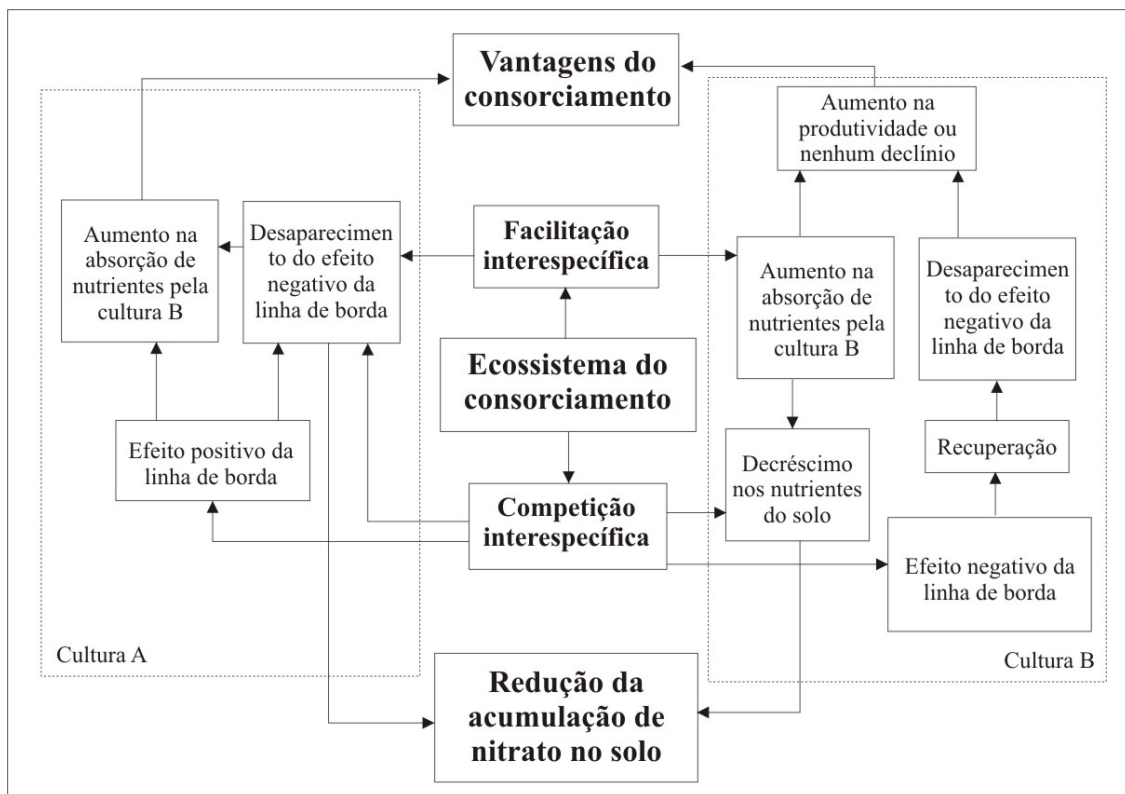 Vantagens do
consorciamento
Aumento na
produtividade ou
nenhum declínio
Aumento na
absorção de
nutrientes pela
cultura B
Desaparecimen
to do efeito
negativo da
linha de borda
Facilitação
interespecífica
Aumento na
absorção de
nutrientes pela
cultura B
Desaparecimen
to do efeito
negativo da
linha de borda
Ecossistema do
consorciamento
Efeito positivo da
linha de borda
Competição
interespecífica
Decréscimo
nos nutrientes
do solo
Recuperação
Efeito negativo da
linha de borda
Cultura A
Cultura B
Redução da
acumulação de
nitrato no solo